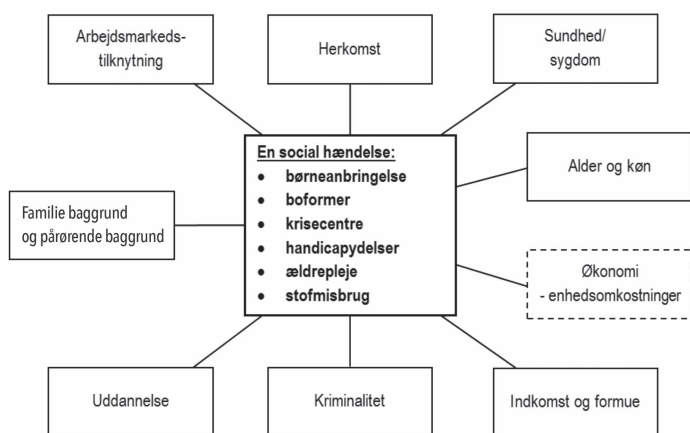 Arbejdsmarkeds-
tilknytning
Herkomst
Sundhed/
sygdom
En social hændelse:
• børneanbringelse
• boformer
• krisecentre
• handicapydelser
• ældrepleje
• stofmisbrug
Alder og køn
Familie baggrund
og pårørende baggrund
Økonomi
- enhedsomkostninger
Uddannelse
Kriminalitet
Indkomst og formue